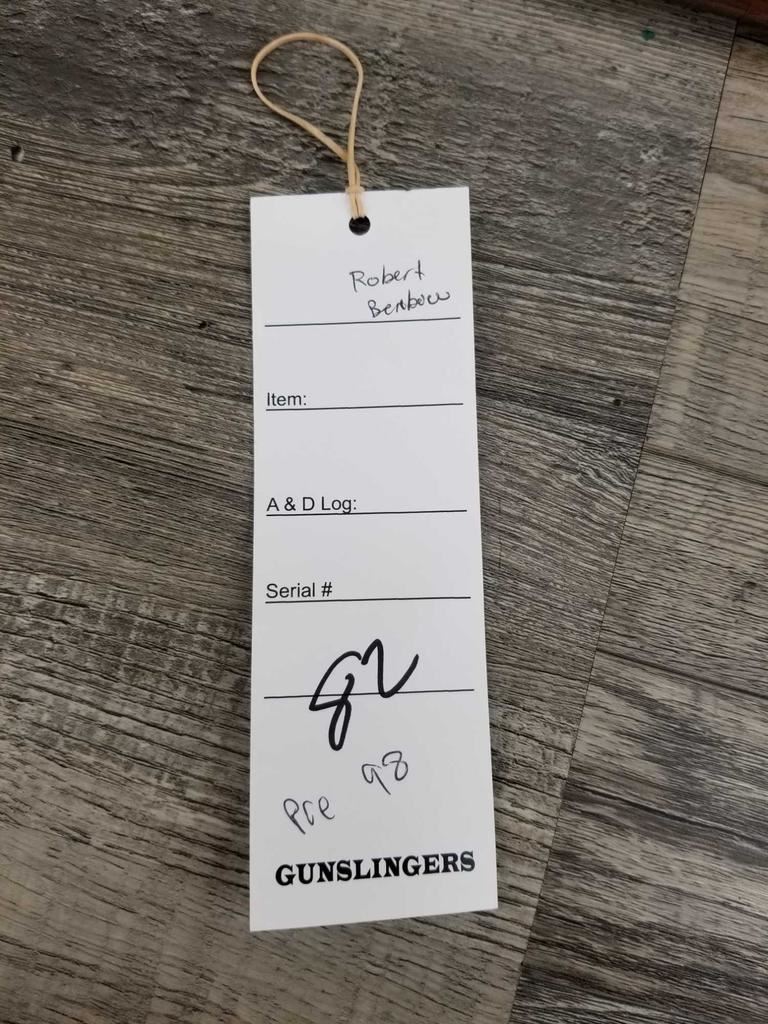 Robert
Benbow
Item:
A & D Log:
Serial #
Pre 98
GUNSLINGERS